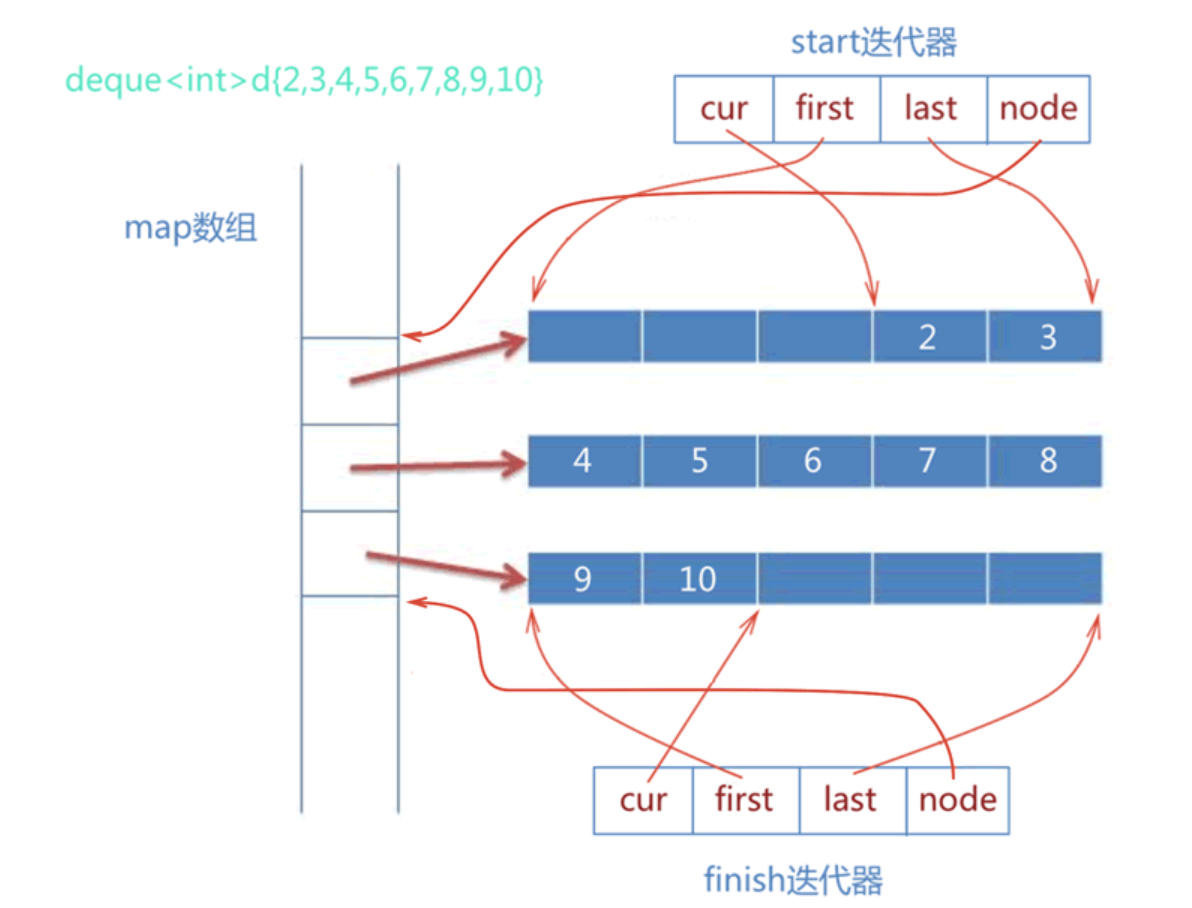 start迭代器
deque<int>d{2,3,4,5,6,7,8,9,10}
cur first last node
map数组
2 3
4 5 6 7 8
9 10
cur first last node
finish迭代器